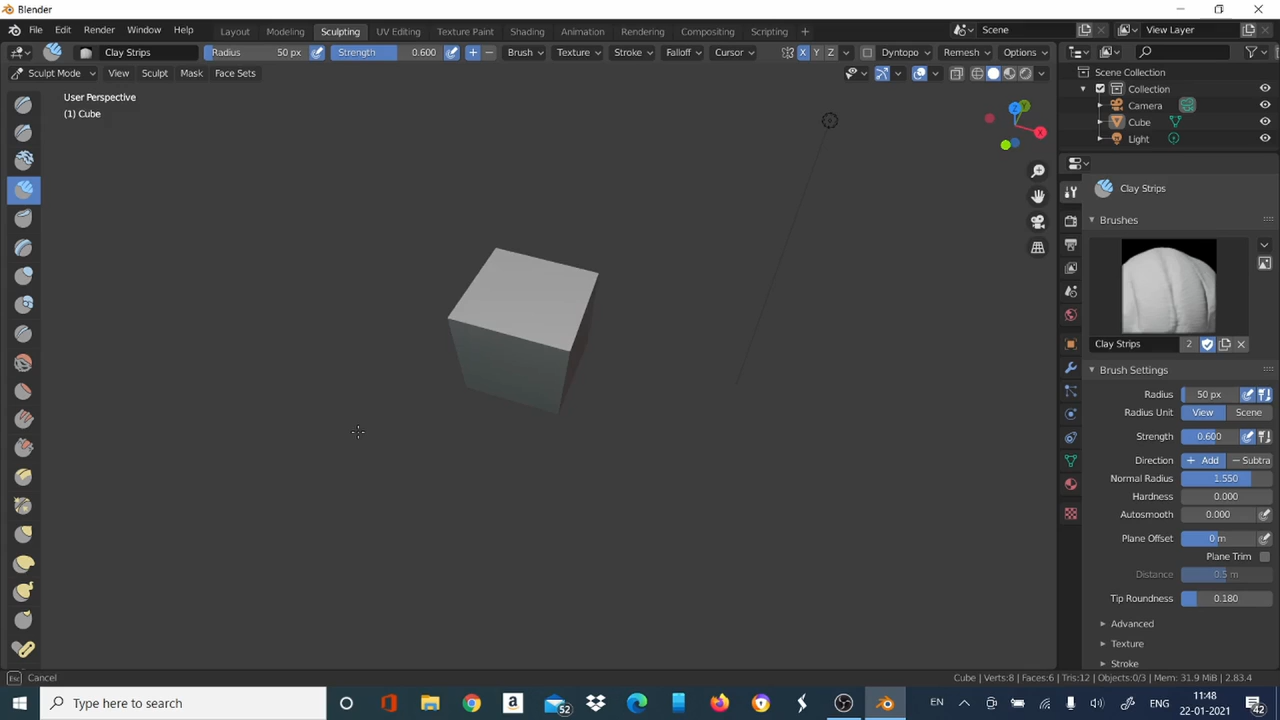 Blender
File Edit Render Window Help Layout Modeling Sculpting UV Editing Texture Paint Shading Animation Rendering Compositing Scripting Scene View Layer
Clay Strips Radius 50 px Strength 0.600 Brush Texture Stroke Falloff Cursor X Y Z Dyntopo Remesh Options
Sculpt Mode View Sculpt Mask Face Sets
User Perspective
(1) Cube
Z Y X
Scene Collection
Collection
Camera
Cube
Light
Clay Strips
Brushes
Clay Strips 2
Brush Settings
Radius 50 px
Radius Unit View Scene
Strength 0.600
Direction + Add − Subtra
Normal Radius 1.550
Hardness 0.000
Autosmooth 0.000
Plane Offset 0 m
Plane Trim
Distance 0.5 m
Tip Roundness 0.180
Advanced
Texture
Stroke
Esc Cancel Cube | Verts:8 | Faces:6 | Tris:12 | Objects:0/3 | Mem: 31.9 MiB | 2.83.4
Type here to search 52 EN ENG 11:48 22-01-2021 42